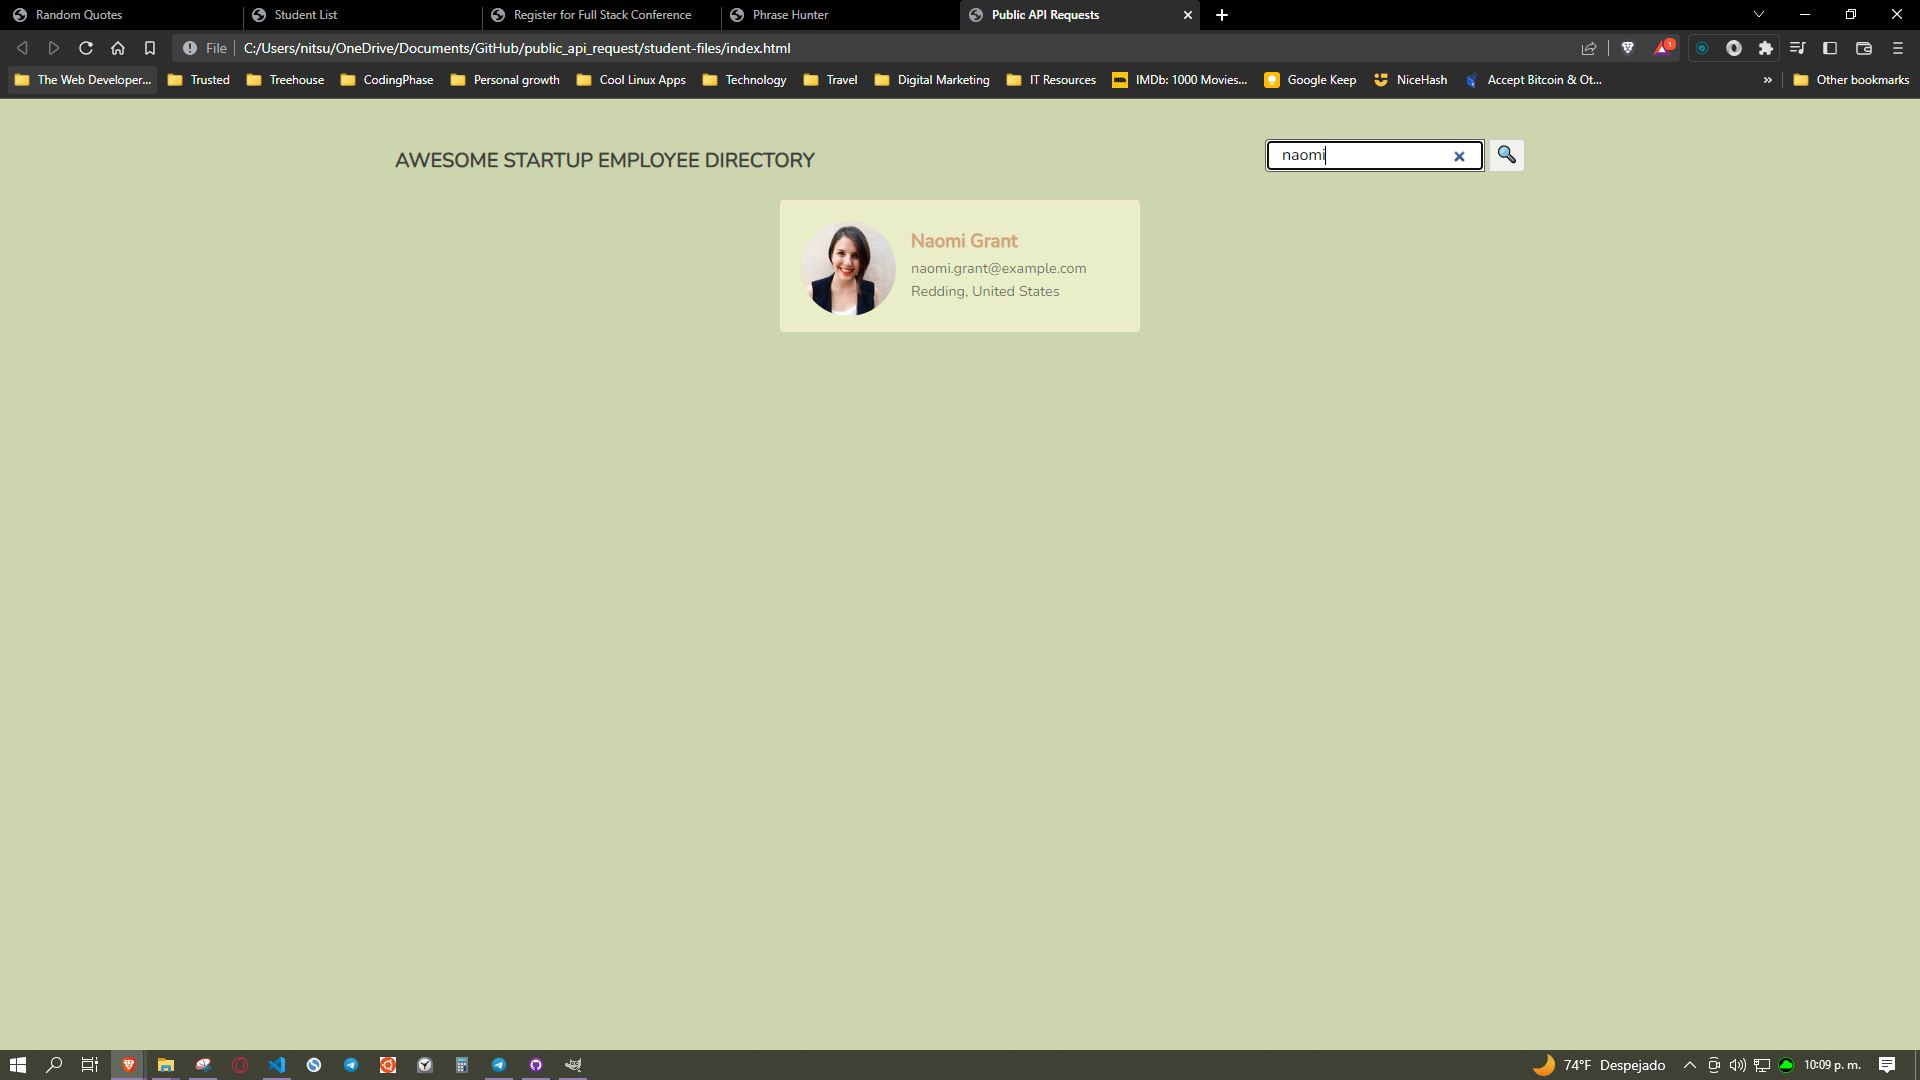 Random Quotes
Student List
Register for Full Stack Conference
Phrase Hunter
Public API Requests
File
C:/Users/nitsu/OneDrive/Documents/GitHub/public_api_request/student-files/index.html
1
The Web Developer...
Trusted
Treehouse
CodingPhase
Personal growth
Cool Linux Apps
Technology
Travel
Digital Marketing
IT Resources
IMDb: 1000 Movies...
Google Keep
NiceHash
Accept Bitcoin & Ot...
»
Other bookmarks
AWESOME STARTUP EMPLOYEE DIRECTORY
naomi
Naomi Grant
naomi.grant@example.com
Redding, United States
74°F Despejado
10:09 p. m.